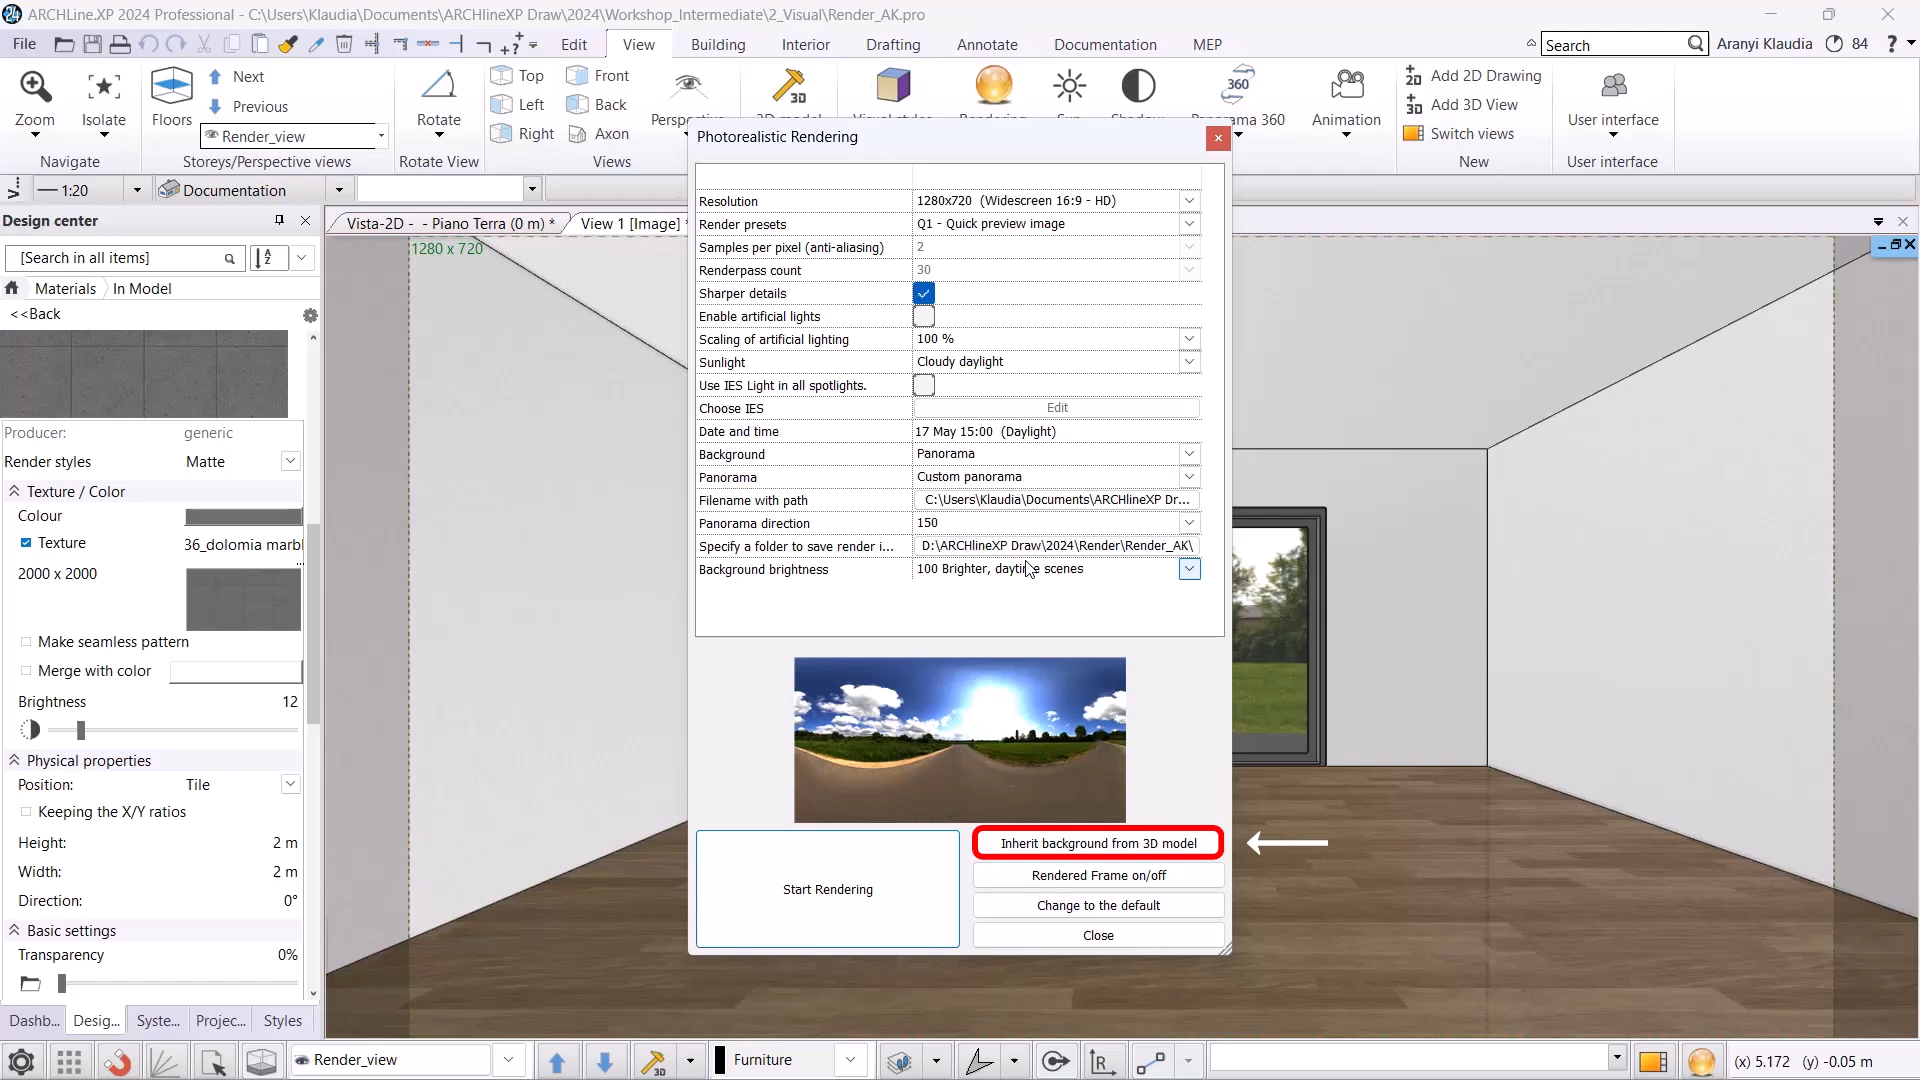 ARCHLine.XP 2024 Professional - C:\Users\Klaudia\Documents\ARCHlineXP Draw\2024\Workshop_Intermediate\2_Visual\Render_AK.pro
File
Edit
View
Building
Interior
Drafting
Annotate
Documentation
MEP
Search
Aranyi Klaudia
84
?
Zoom
Isolate
Navigate
Floors
Next
Previous
Render_view
Storeys/Perspective views
Rotate
Rotate View
Top
Left
Right
Front
Back
Axon
Views
3D
360
Animation
Add 2D Drawing
Add 3D View
Switch views
New
User interface
User interface
1:20
Documentation
Design center
[Search in all items]
Materials
In Model
<<Back
Producer: generic
Render styles Matte
Texture / Color
Colour
Texture 36_dolomia marbl
2000 x 2000
Make seamless pattern
Merge with color
Brightness 12
Physical properties
Position: Tile
Keeping the X/Y ratios
Height: 2 m
Width: 2 m
Direction: 0°
Basic settings
Transparency 0%
Dashb... Desig... Syste... Projec... Styles
Vista-2D - - Piano Terra (0 m) *
View 1 [Image] *
1280 x 720
Photorealistic Rendering
Resolution 1280x720 (Widescreen 16:9 - HD)
Render presets Q1 - Quick preview image
Samples per pixel (anti-aliasing) 2
Renderpass count 30
Sharper details
Enable artificial lights
Scaling of artificial lighting 100 %
Sunlight Cloudy daylight
Use IES Light in all spotlights.
Choose IES Edit
Date and time 17 May 15:00 (Daylight)
Background Panorama
Panorama Custom panorama
Filename with path C:\Users\Klaudia\Documents\ARCHlineXP Dr...
Panorama direction 150
Specify a folder to save render i... D:\ARCHlineXP Draw\2024\Render\Render_AK\
Background brightness 100 Brighter, daytime scenes
Start Rendering
Inherit background from 3D model
Rendered Frame on/off
Change to the default
Close
Render_view
3D
Furniture
(x) 5.172 (y) -0.05 m